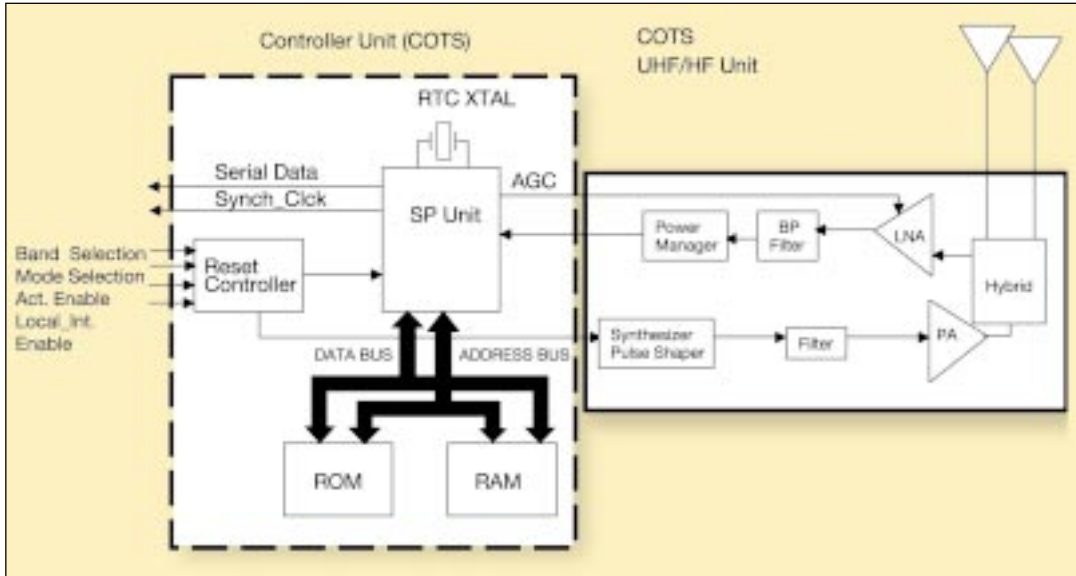 Controller Unit (COTS)
COTS
UHF/HF Unit
RTC XTAL
Serial Data
Synch_Clck
AGC
SP Unit
Band Selection
Mode Selection
Act. Enable
Local_Int.
Enable
Reset
Controller
Power
Manager
BP
Filter
LNA
Hybrid
Synthesizer
Pulse Shaper
Filter
PA
DATA BUS
ADDRESS BUS
ROM
RAM